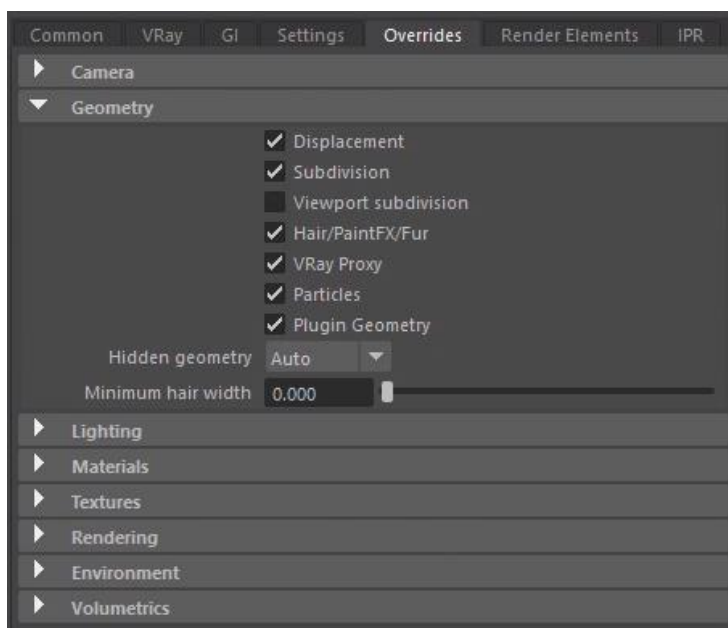 Common VRay GI Settings Overrides Render Elements IPR
Camera
Geometry
Displacement
Subdivision
Viewport subdivision
Hair/PaintFX/Fur
VRay Proxy
Particles
Plugin Geometry
Hidden geometry Auto
Minimum hair width 0.000
Lighting
Materials
Textures
Rendering
Environment
Volumetrics